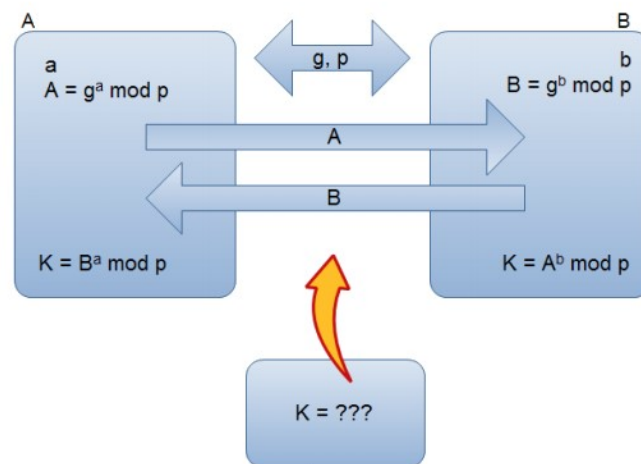 A
B
a
A = gᵃ mod p
g, p
b
B = gᵇ mod p
A
B
K = Bᵃ mod p
K = Aᵇ mod p
K = ???